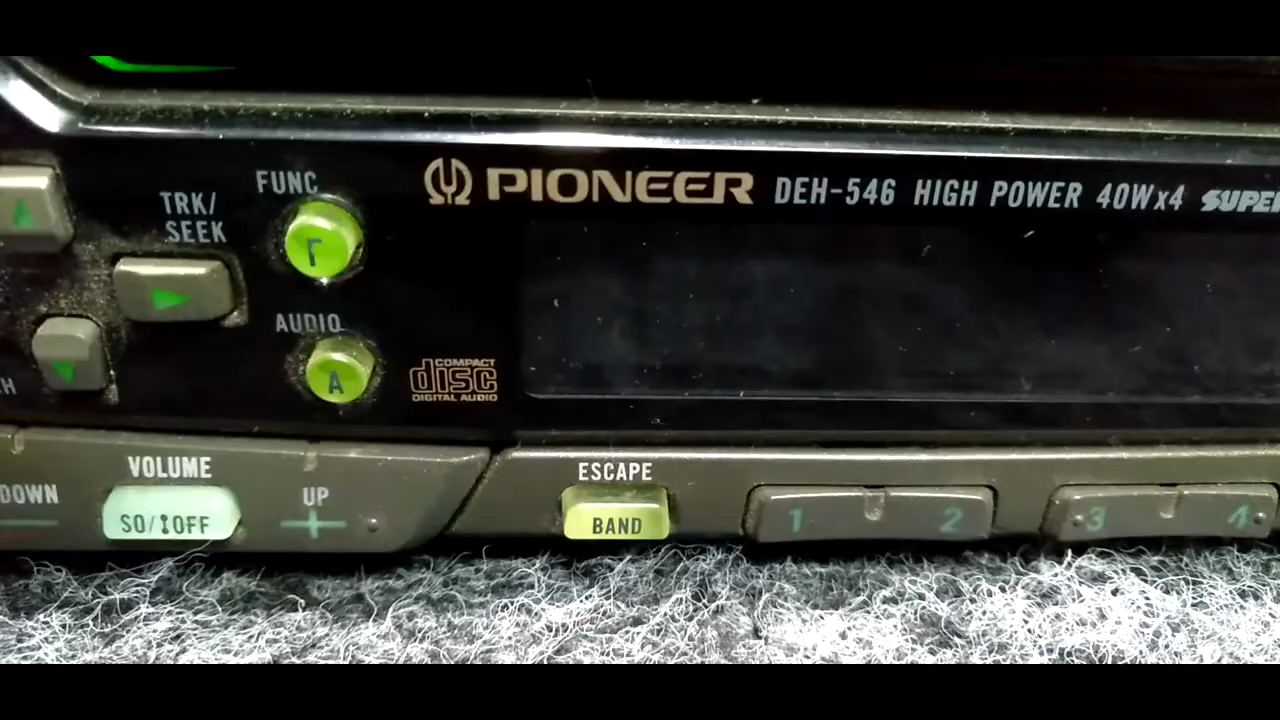 PIONEER DEH-546 HIGH POWER 40Wx4 SUPER
FUNC
TRK/
SEEK
AUDIO
A
COMPACT
disc
DIGITAL AUDIO
VOLUME
DOWN
SO/OFF
UP
+
ESCAPE
BAND
1 2
3 4